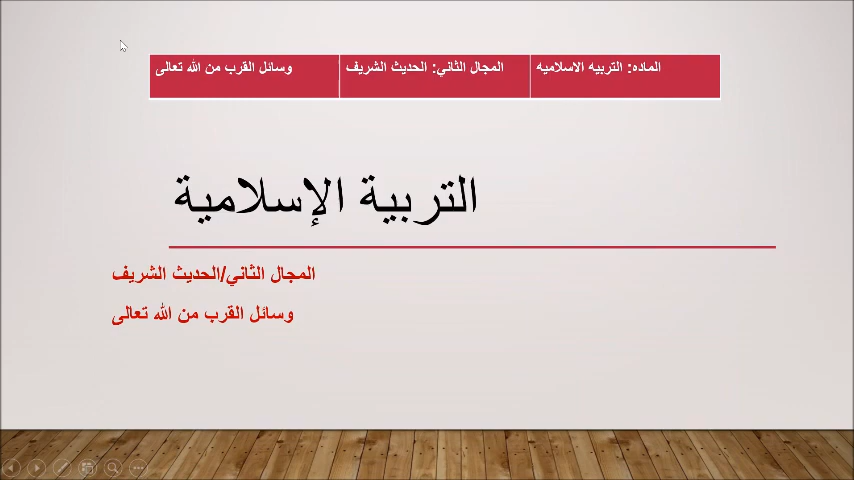 الماده: التربيه الاسلاميه
المجال الثاني: الحديث الشريف
وسائل القرب من الله تعالى
التربية الإسلامية
المجال الثاني/الحديث الشريف
وسائل القرب من الله تعالى